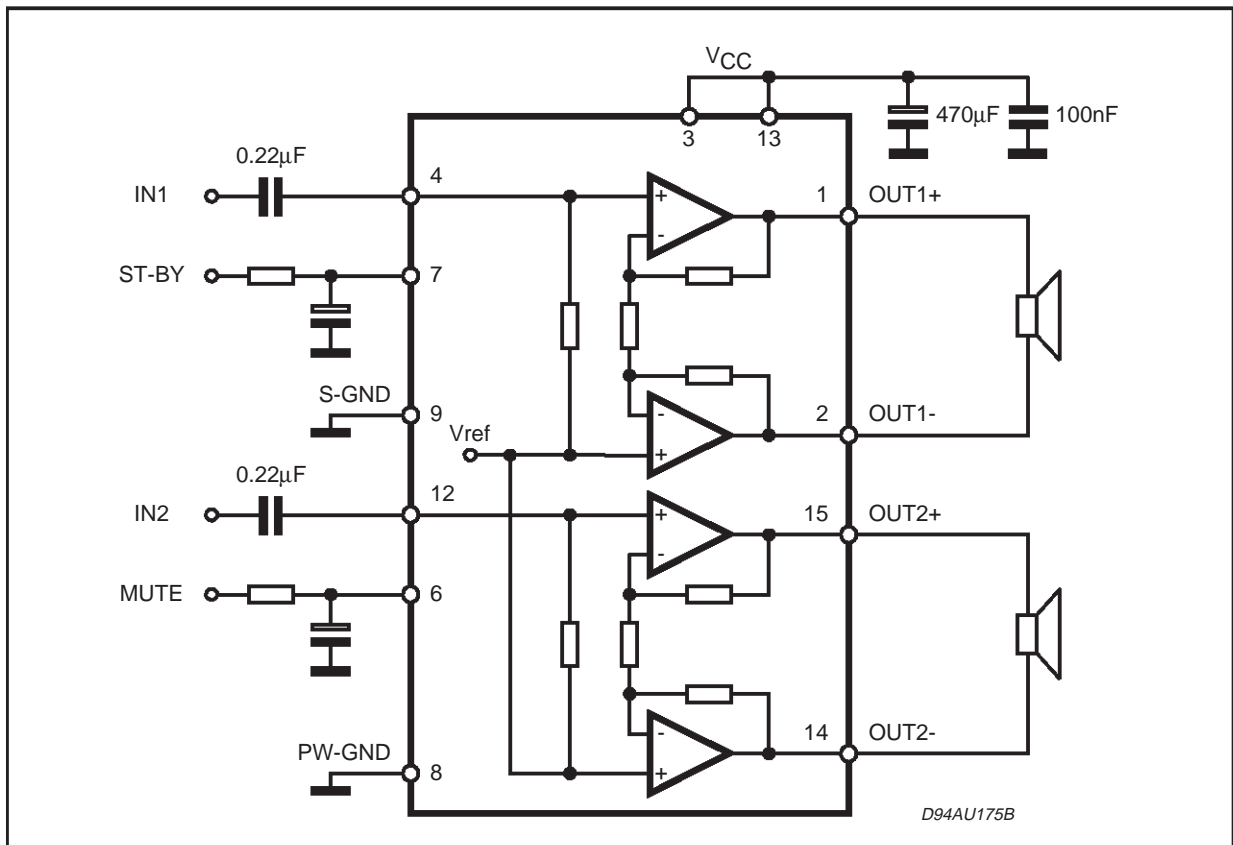 VCC
470µF
100nF
3
13
0.22µF
IN1
4
+
-
1
OUT1+
ST-BY
7
S-GND
9
-
+
2
OUT1-
Vref
0.22µF
IN2
12
+
-
15
OUT2+
MUTE
6
-
+
14
OUT2-
PW-GND
8
D94AU175B